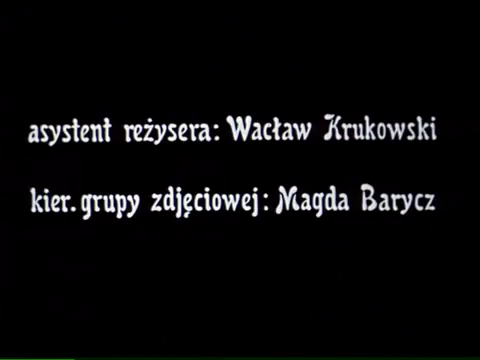 asystent reżysera: Wacław Krukowski
kier. grupy zdjęciowej: Magda Barycz